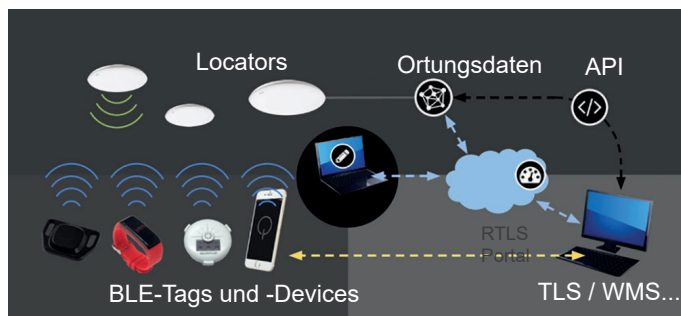 Locators
Ortungsdaten
API
RTLS
Portal
BLE-Tags und -Devices
TLS / WMS...